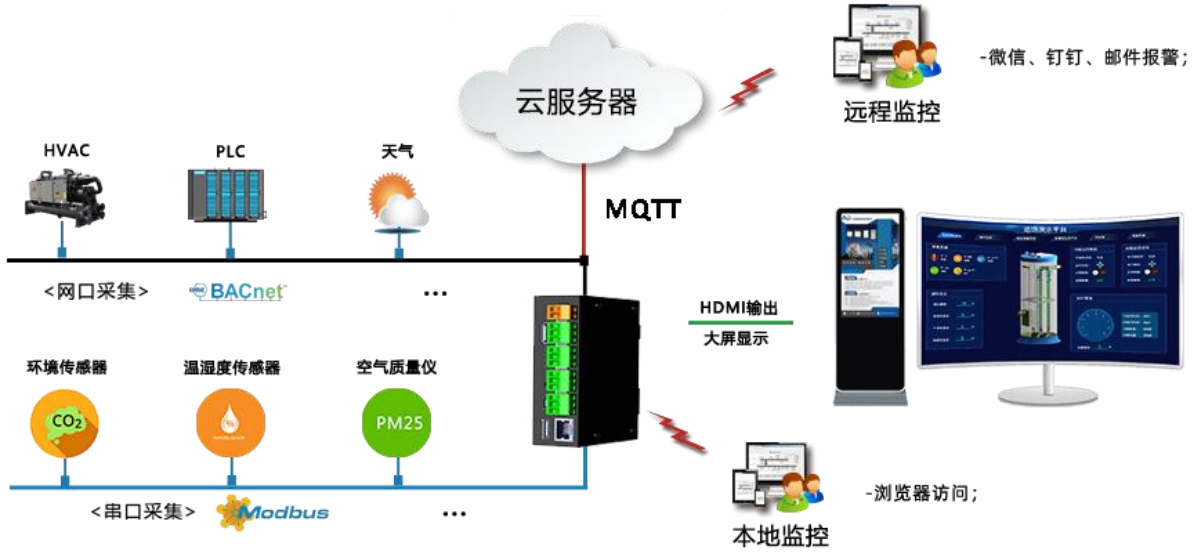 云服务器
-微信、钉钉、邮件报警;
远程监控
HVAC
PLC
天气
MQTT
<网口采集>
BACnet
...
HDMI输出
大屏显示
环境传感器
温湿度传感器
空气质量仪
CO2
%
PM25
<串口采集>
Modbus
...
-浏览器访问;
本地监控